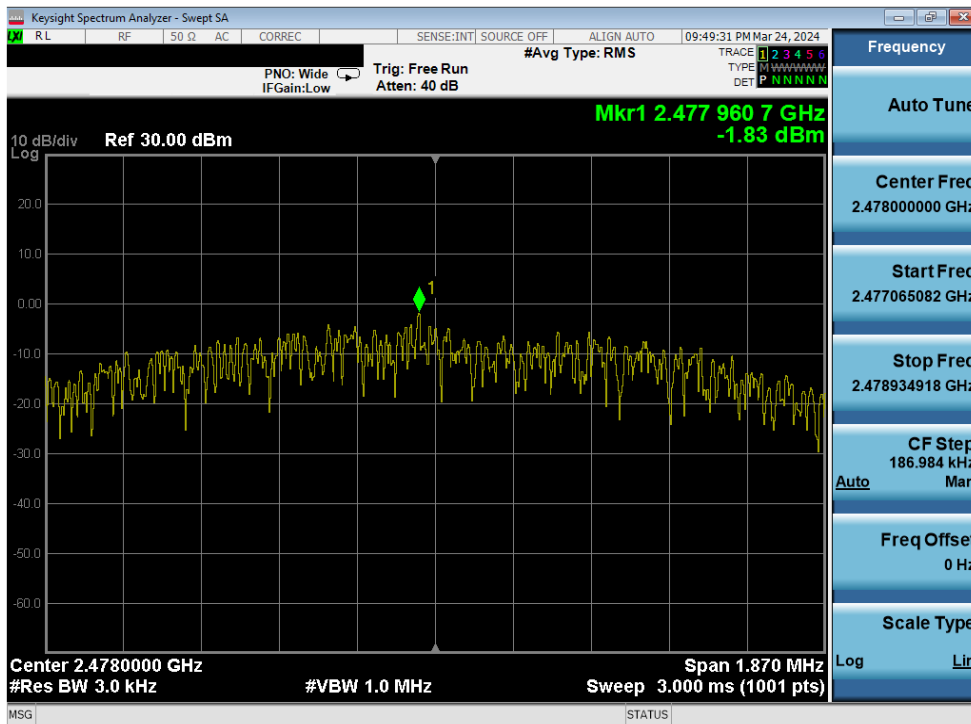 Keysight Spectrum Analyzer - Swept SA
LXI RL RF 50 Ω AC CORREC SENSE:INT SOURCE OFF ALIGN AUTO 09:49:31 PM Mar 24, 2024
#Avg Type: RMS
TRACE 1 2 3 4 5 6
TYPE M WWWWW
DET P N N N N N
PNO: Wide
IFGain:Low
Trig: Free Run
Atten: 40 dB
Mkr1 2.477 960 7 GHz
-1.83 dBm
10 dB/div Ref 30.00 dBm
Log
20.0
10.0
0.00
-10.0
-20.0
-30.0
-40.0
-50.0
-60.0
1
Center 2.4780000 GHz
Span 1.870 MHz
#Res BW 3.0 kHz
#VBW 1.0 MHz
Sweep 3.000 ms (1001 pts)
MSG
STATUS
Frequency
Auto Tune
Center Freq
2.478000000 GHz
Start Freq
2.477065082 GHz
Stop Freq
2.478934918 GHz
CF Step
186.984 kHz
Auto Man
Freq Offset
0 Hz
Scale Type
Log Lin